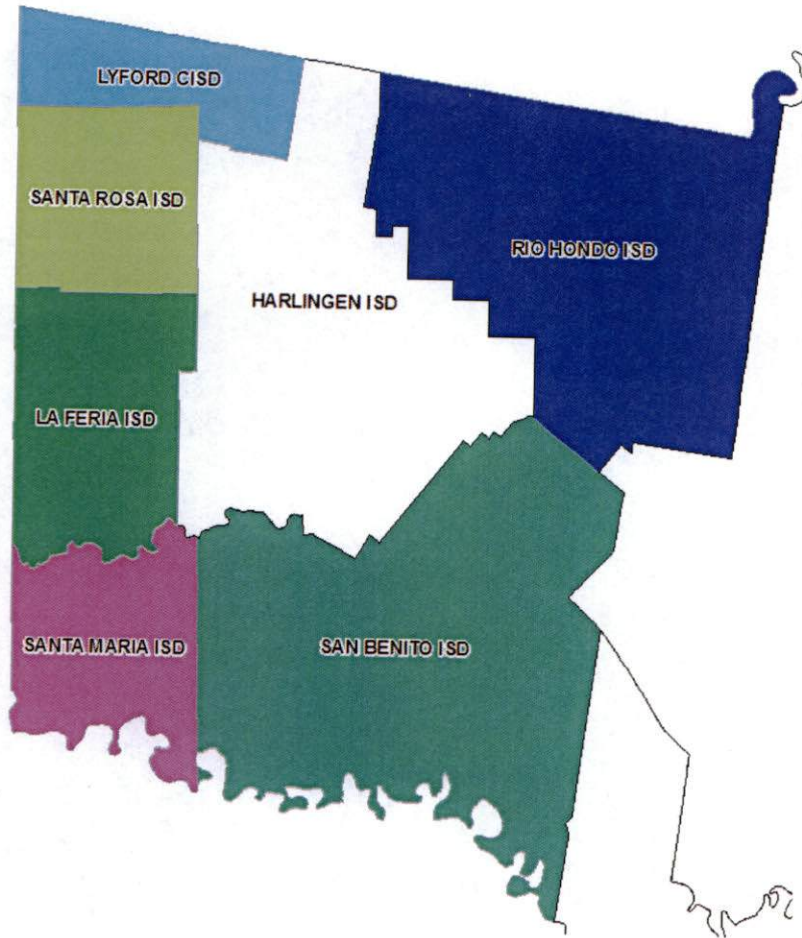 LYFORD CISD
SANTA ROSA ISD
RIO HONDO ISD
HARLINGEN ISD
LA FERIA ISD
SANTA MARIA ISD
SAN BENITO ISD